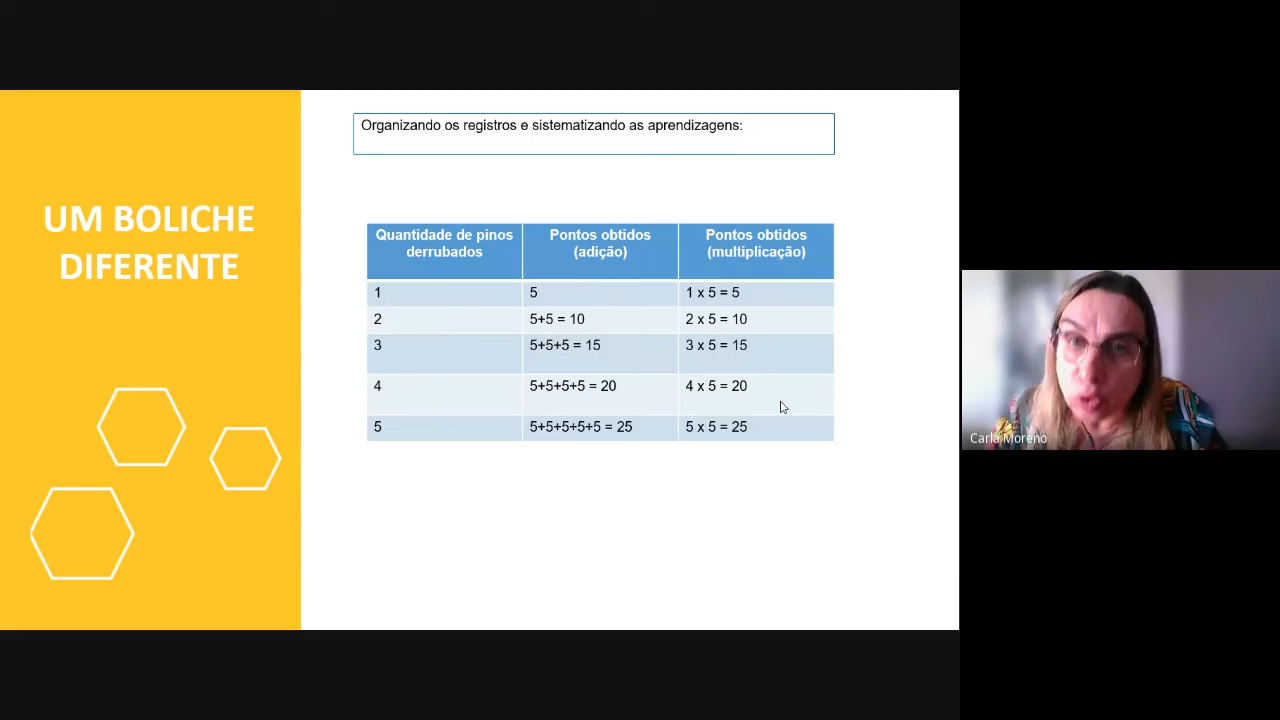 UM BOLICHE
DIFERENTE
Organizando os registros e sistematizando as aprendizagens:
Quantidade de pinos derrubados Pontos obtidos (adição) Pontos obtidos (multiplicação)
1 5 1 x 5 = 5
2 5+5 = 10 2 x 5 = 10
3 5+5+5 = 15 3 x 5 = 15
4 5+5+5+5 = 20 4 x 5 = 20
5 5+5+5+5+5 = 25 5 x 5 = 25
Carla Moreno